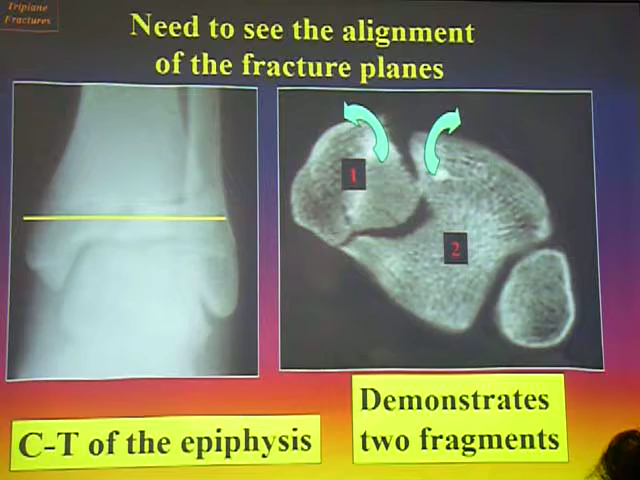 Triplane
Fractures
Need to see the alignment
of the fracture planes
1
2
C-T of the epiphysis
Demonstrates
two fragments